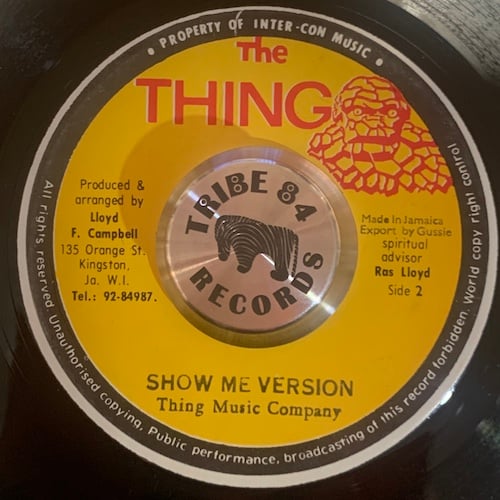 • PROPERTY OF INTER-CON MUSIC •
The
THING
Produced &
arranged by
Lloyd
F. Campbell
135 Orange St.
Kingston,
Ja. W.I.
Tel.: 92-84987.
TRIBE 84
RECORDS
Made In Jamaica
Export by Gussie
spiritual
advisor
Ras Lloyd
Side 2
SHOW ME VERSION
Thing Music Company
All rights reserved. Unauthorised copying, Public performance, broadcasting of this record forbidden. World copy right control